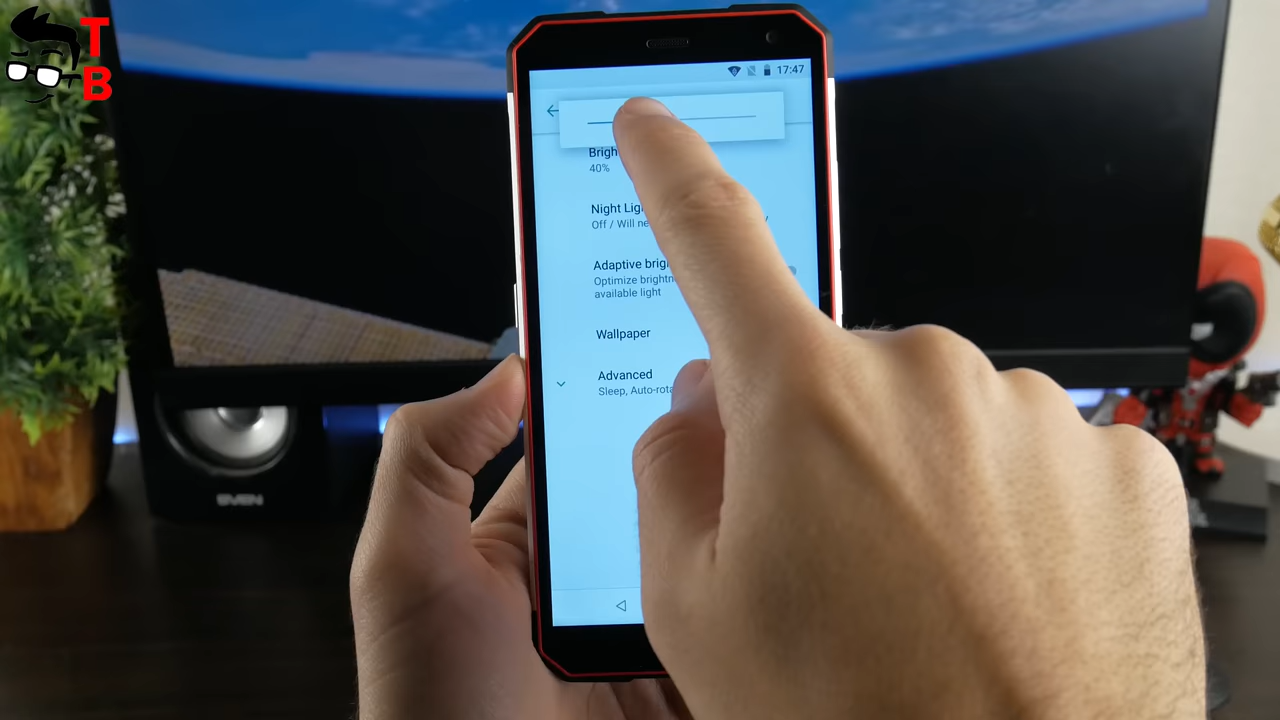 T
B
17:47
Brigh
40%
Night Lig
Off / Will ne
Adaptive brig
Optimize brightn
available light
Wallpaper
Advanced
Sleep, Auto-rota
SVEN